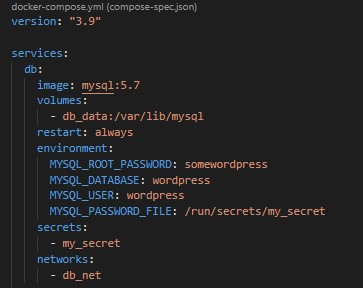 docker-compose.yml (compose-spec.json)
version: "3.9"
services:
  db:
    image: mysql:5.7
    volumes:
      - db_data:/var/lib/mysql
    restart: always
    environment:
      MYSQL_ROOT_PASSWORD: somewordpress
      MYSQL_DATABASE: wordpress
      MYSQL_USER: wordpress
      MYSQL_PASSWORD_FILE: /run/secrets/my_secret
    secrets:
      - my_secret
    networks:
      - db_net